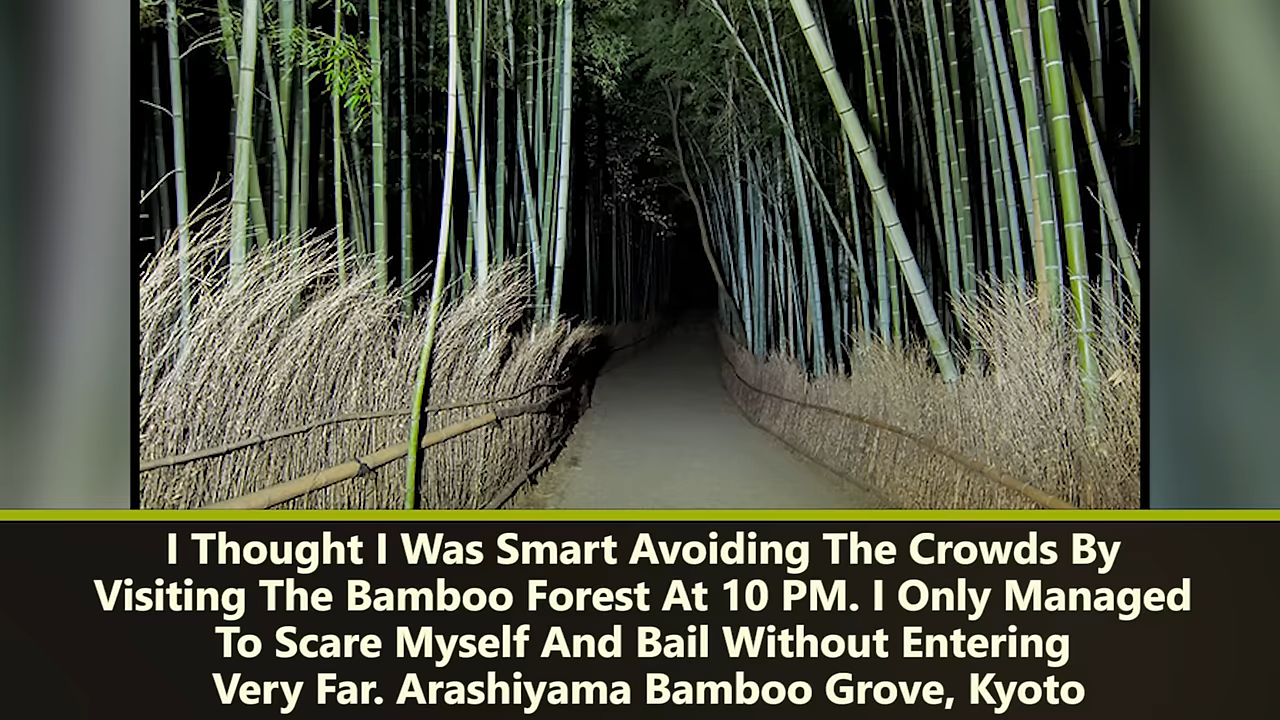 I Thought I Was Smart Avoiding The Crowds By
Visiting The Bamboo Forest At 10 PM. I Only Managed
To Scare Myself And Bail Without Entering
Very Far. Arashiyama Bamboo Grove, Kyoto